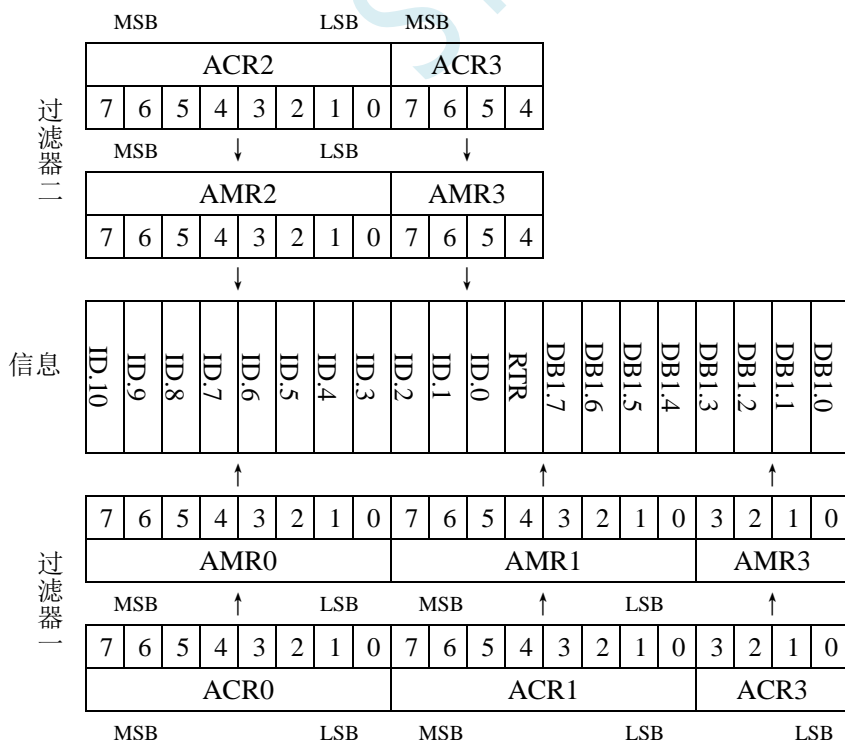 MSB LSB MSB
ACR2 ACR3
7 6 5 4 3 2 1 0 7 6 5 4
过滤器二
MSB LSB
AMR2 AMR3
7 6 5 4 3 2 1 0 7 6 5 4
信息
ID.10 ID.9 ID.8 ID.7 ID.6 ID.5 ID.4 ID.3 ID.2 ID.1 ID.0 RTR DB1.7 DB1.6 DB1.5 DB1.4 DB1.3 DB1.2 DB1.1 DB1.0
7 6 5 4 3 2 1 0 7 6 5 4 3 2 1 0 3 2 1 0
AMR0 AMR1 AMR3
过滤器一
MSB LSB MSB LSB
7 6 5 4 3 2 1 0 7 6 5 4 3 2 1 0 3 2 1 0
ACR0 ACR1 ACR3
MSB LSB MSB LSB LSB